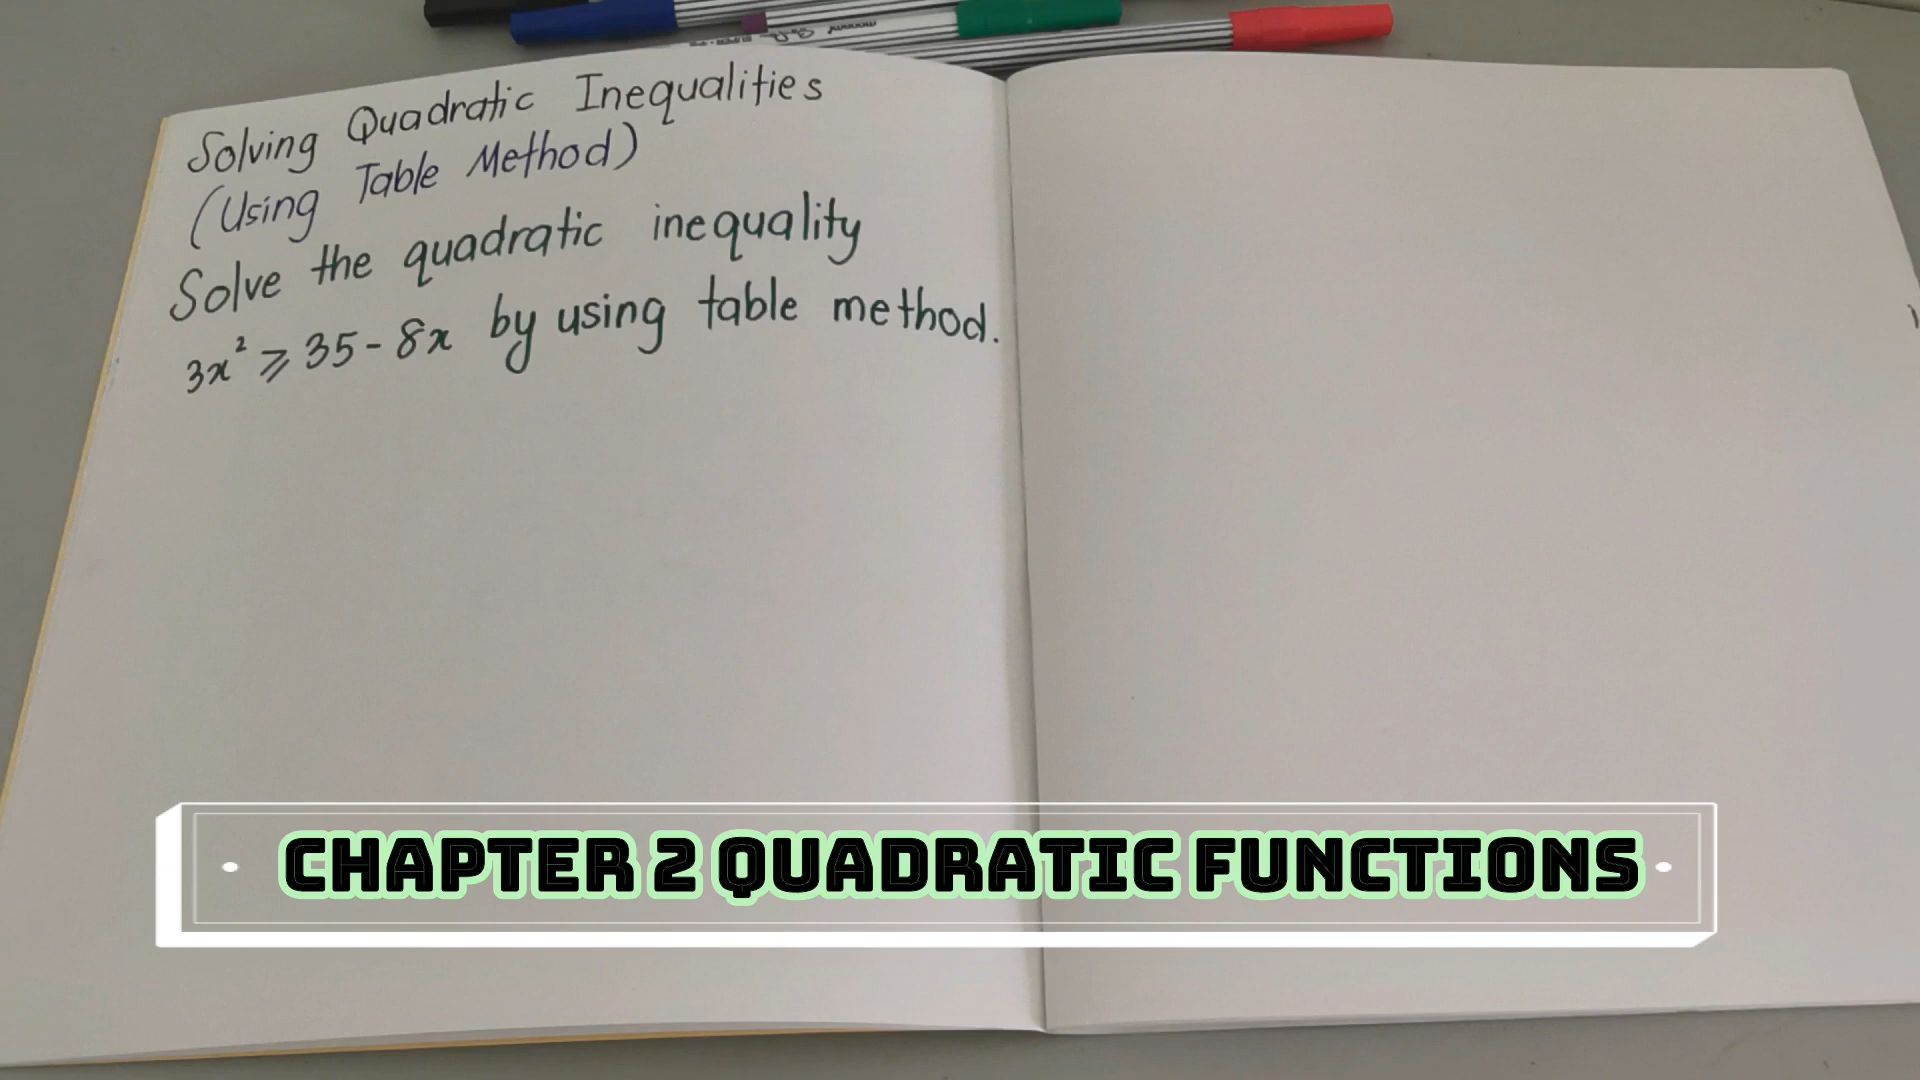 Solving Quadratic Inequalities
(Using Table Method)
Solve the quadratic inequality
3x² ⩾ 35 - 8x by using table method.
CHAPTER 2 QUADRATIC FUNCTIONS